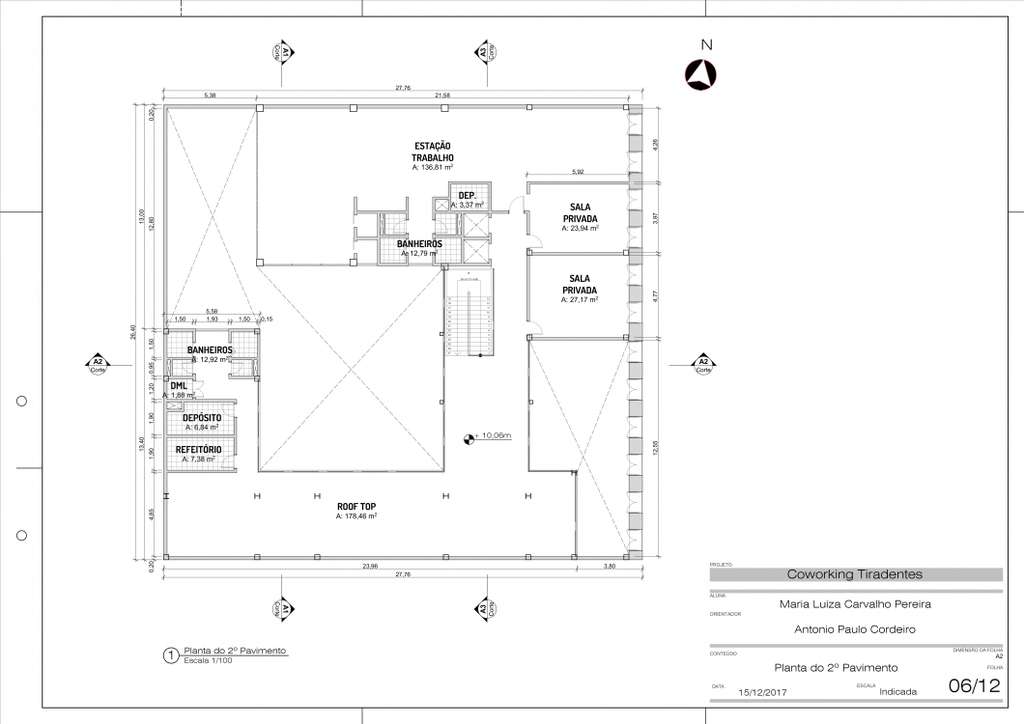 Corte
A1
A3
Corte
N
27,76
5,38
21,58
0,20
4,26
ESTAÇÃO
TRABALHO
A: 136,81 m²
5,92
DEP.
A: 3,37 m²
SALA
PRIVADA
A: 23,94 m²
3,87
13,00
12,80
BANHEIROS
A: 12,79 m²
SALA
PRIVADA
A: 27,17 m²
4,77
5,58
1,50
1,93
1,50
0,15
26,40
1,50
BANHEIROS
A: 12,92 m²
0,95
A2
Corte
A2
Corte
DML
A: 1,68 m²
1,20
DEPÓSITO
A: 6,84 m²
1,90
+ 10,06m
13,40
REFEITÓRIO
A: 7,38 m²
1,90
12,55
ROOF TOP
A: 178,46 m²
4,85
0,20
23,96
3,80
27,76
Corte
A1
A3
Corte
PROJETO:
Coworking Tiradentes
ALUNA:
Maria Luiza Carvalho Pereira
ORIENTADOR
Antonio Paulo Cordeiro
1
Planta do 2º Pavimento
Escala 1/100
CONTEÚDO
DIMENSÃO DA FOLHA
A2
Planta do 2º Pavimento
FOLHA
DATA
15/12/2017
ESCALA
Indicada
06/12